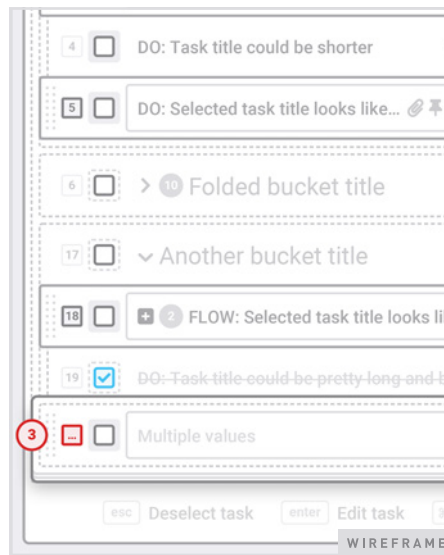 4 DO: Task title could be shorter
5 DO: Selected task title looks like...
6 10 Folded bucket title
17 Another bucket title
18 2 FLOW: Selected task title looks
19 DO: Task title could be pretty long and
3 ... Multiple values
esc Deselect task enter Edit task
WIREFRAME